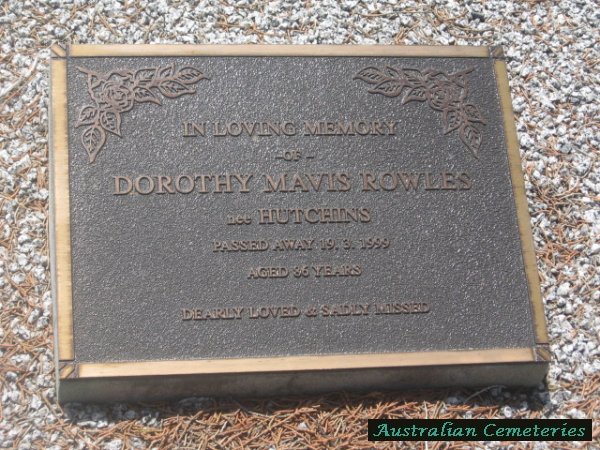 IN LOVING MEMORY
-OF-
DOROTHY MAVIS ROWLES
nee HUTCHINS
PASSED AWAY 19. 3. 1999
AGED 86 YEARS
DEARLY LOVED & SADLY MISSED
Australian Cemeteries